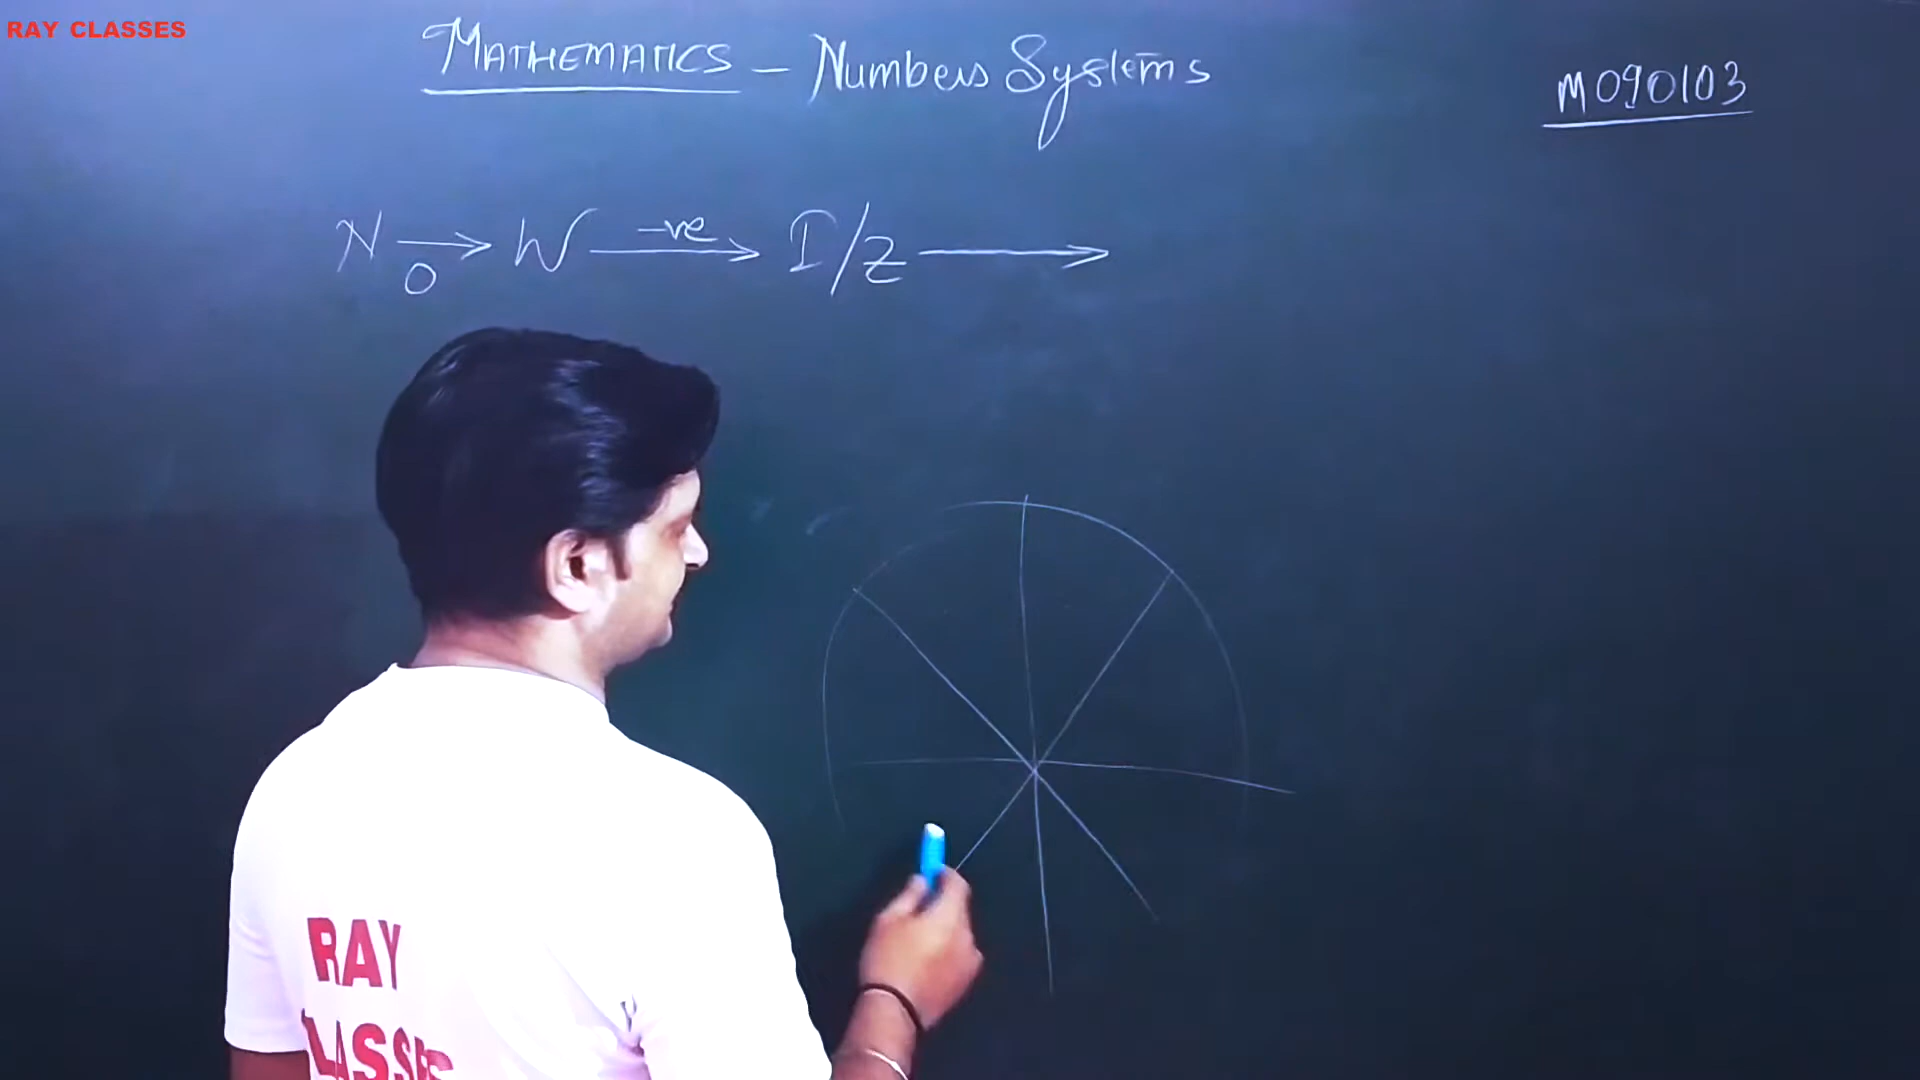 RAY CLASSES
MATHEMATICS - Numbers Systems
M090103
N → W -ve → I/Z →
0
RAY
CLASSES